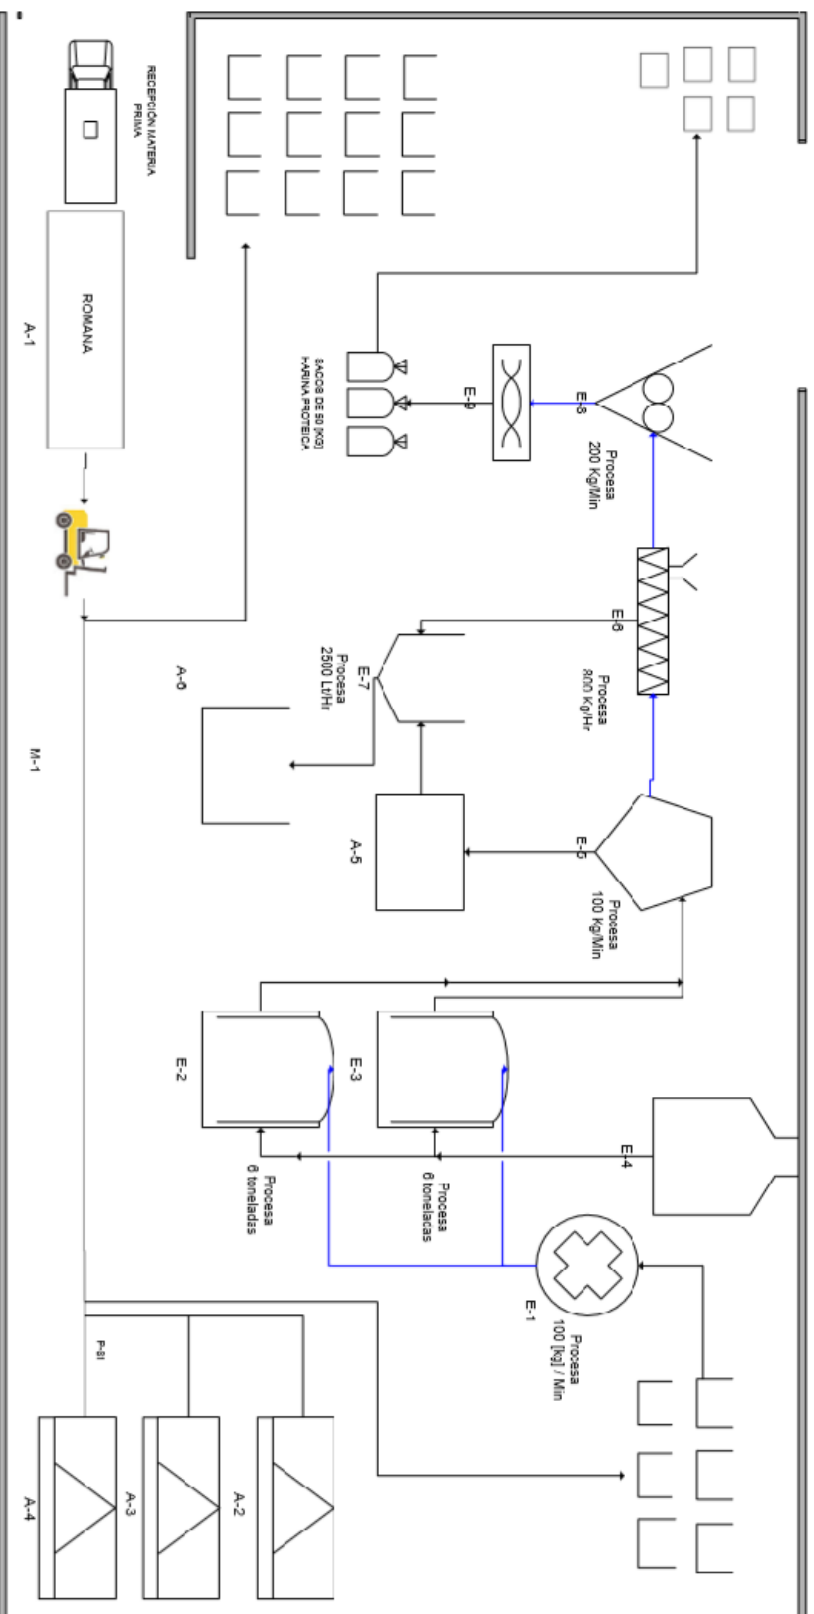 RECEPCIÓN MATERIA
PRIMA
ROMANA
A-1
SACOS DE 50 [KG]
HARINA PROTEICA
E-9
E-8
Procesa
200 Kg/Min
E-6
Procesa
800 Kg/Hr
E-7
Procesa
2500 Lt/Hr
A-6
M-1
A-5
E-5
Procesa
100 Kg/Min
E-2
E-3
E-4
Procesa
6 toneladas
Procesa
6 toneladas
E-1
Procesa
100 [kg] / Min
A-4
A-3
A-2